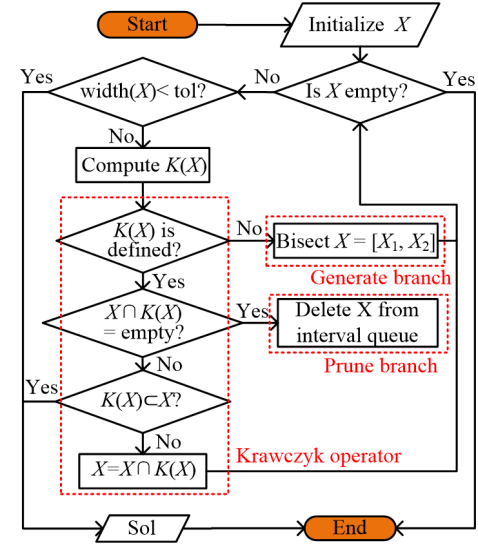 Start
Initialize X
Yes
width(X)< tol?
No
Is X empty?
Yes
No
Compute K(X)
K(X) is
defined?
No
Bisect X = [X₁, X₂]
Generate branch
Yes
X∩K(X)
= empty?
Yes
Delete X from
interval queue
Prune branch
No
Yes
K(X)⊂X?
No
X=X∩K(X)
Krawczyk operator
Sol
End